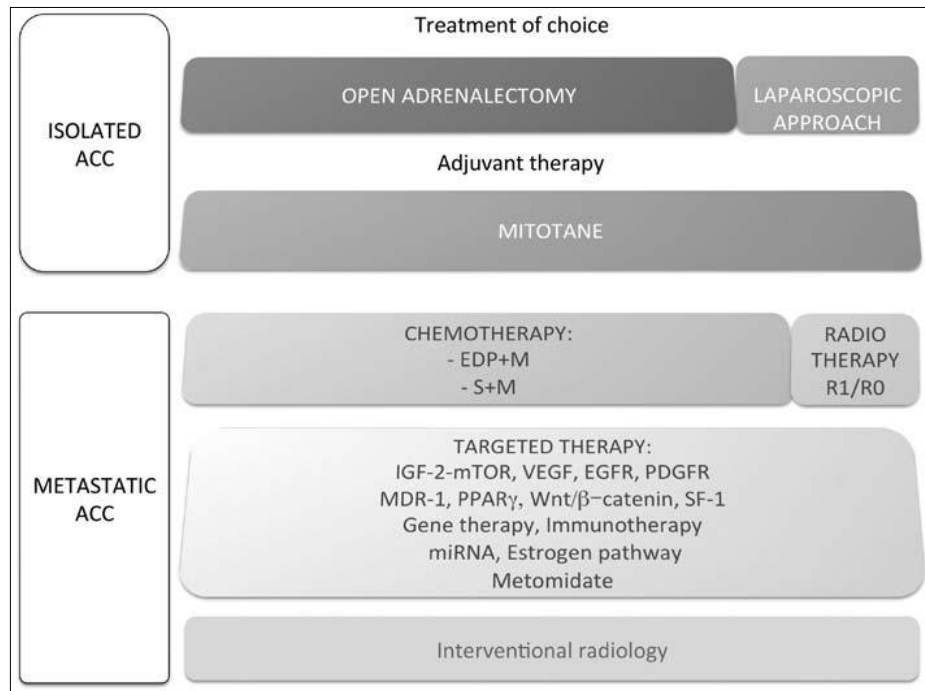 Treatment of choice
ISOLATED
ACC
OPEN ADRENALECTOMY
LAPAROSCOPIC
APPROACH
Adjuvant therapy
MITOTANE
METASTATIC
ACC
CHEMOTHERAPY:
- EDP+M
- S+M
RADIO
THERAPY
R1/R0
TARGETED THERAPY:
IGF-2-mTOR, VEGF, EGFR, PDGFR
MDR-1, PPARγ, Wnt/β−catenin, SF-1
Gene therapy, Immunotherapy
miRNA, Estrogen pathway
Metomidate
Interventional radiology